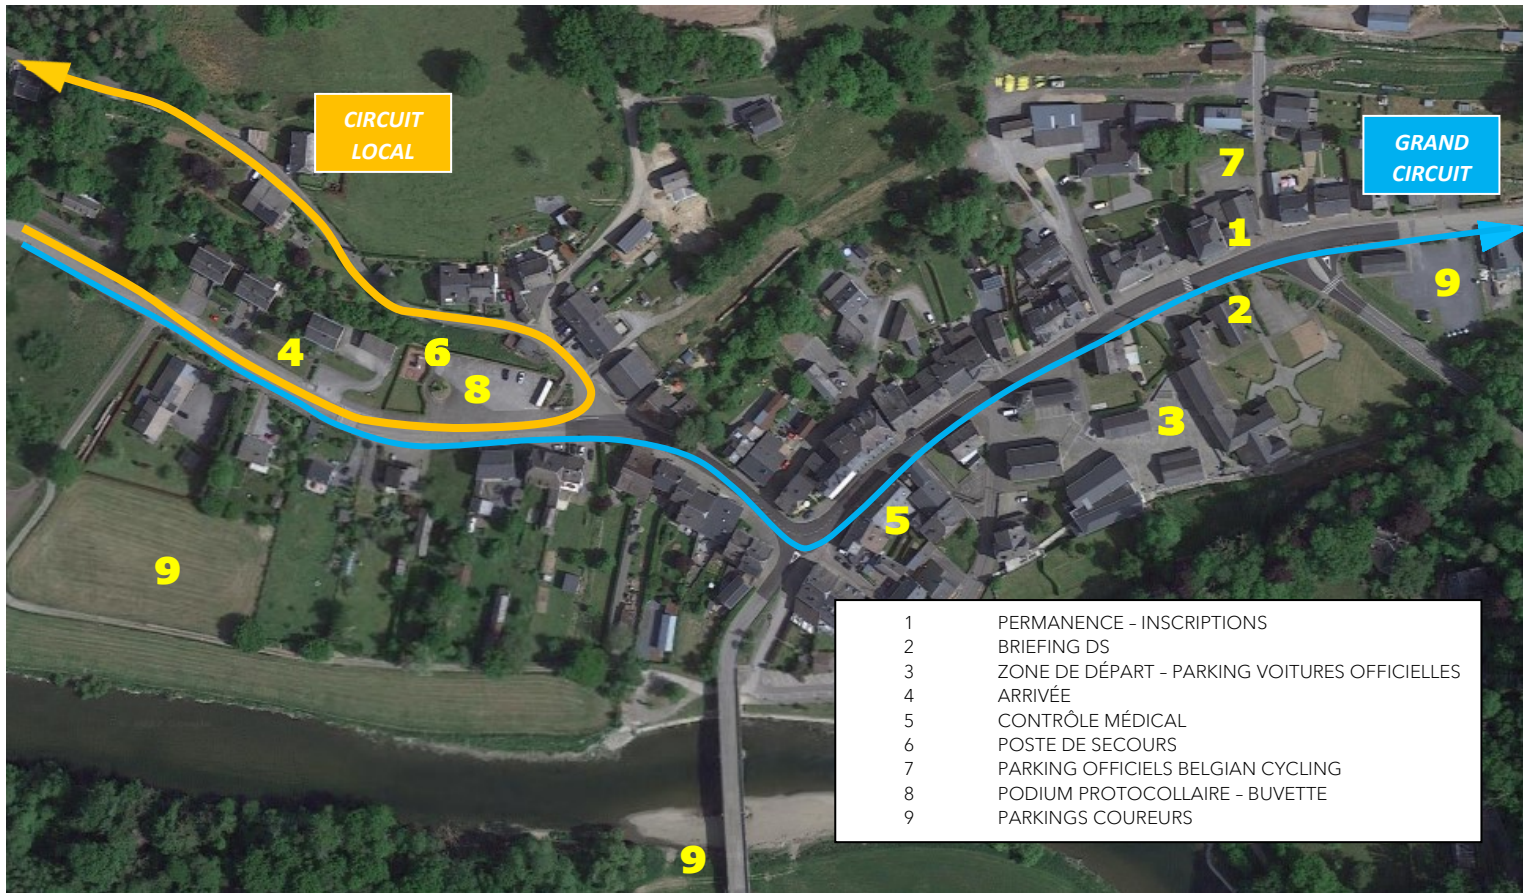 CIRCUIT
LOCAL
GRAND
CIRCUIT
7
1
9
2
4
6
8
3
5
9
9
1 PERMANENCE – INSCRIPTIONS
2 BRIEFING DS
3 ZONE DE DÉPART – PARKING VOITURES OFFICIELLES
4 ARRIVÉE
5 CONTRÔLE MÉDICAL
6 POSTE DE SECOURS
7 PARKING OFFICIELS BELGIAN CYCLING
8 PODIUM PROTOCOLLAIRE – BUVETTE
9 PARKINGS COUREURS